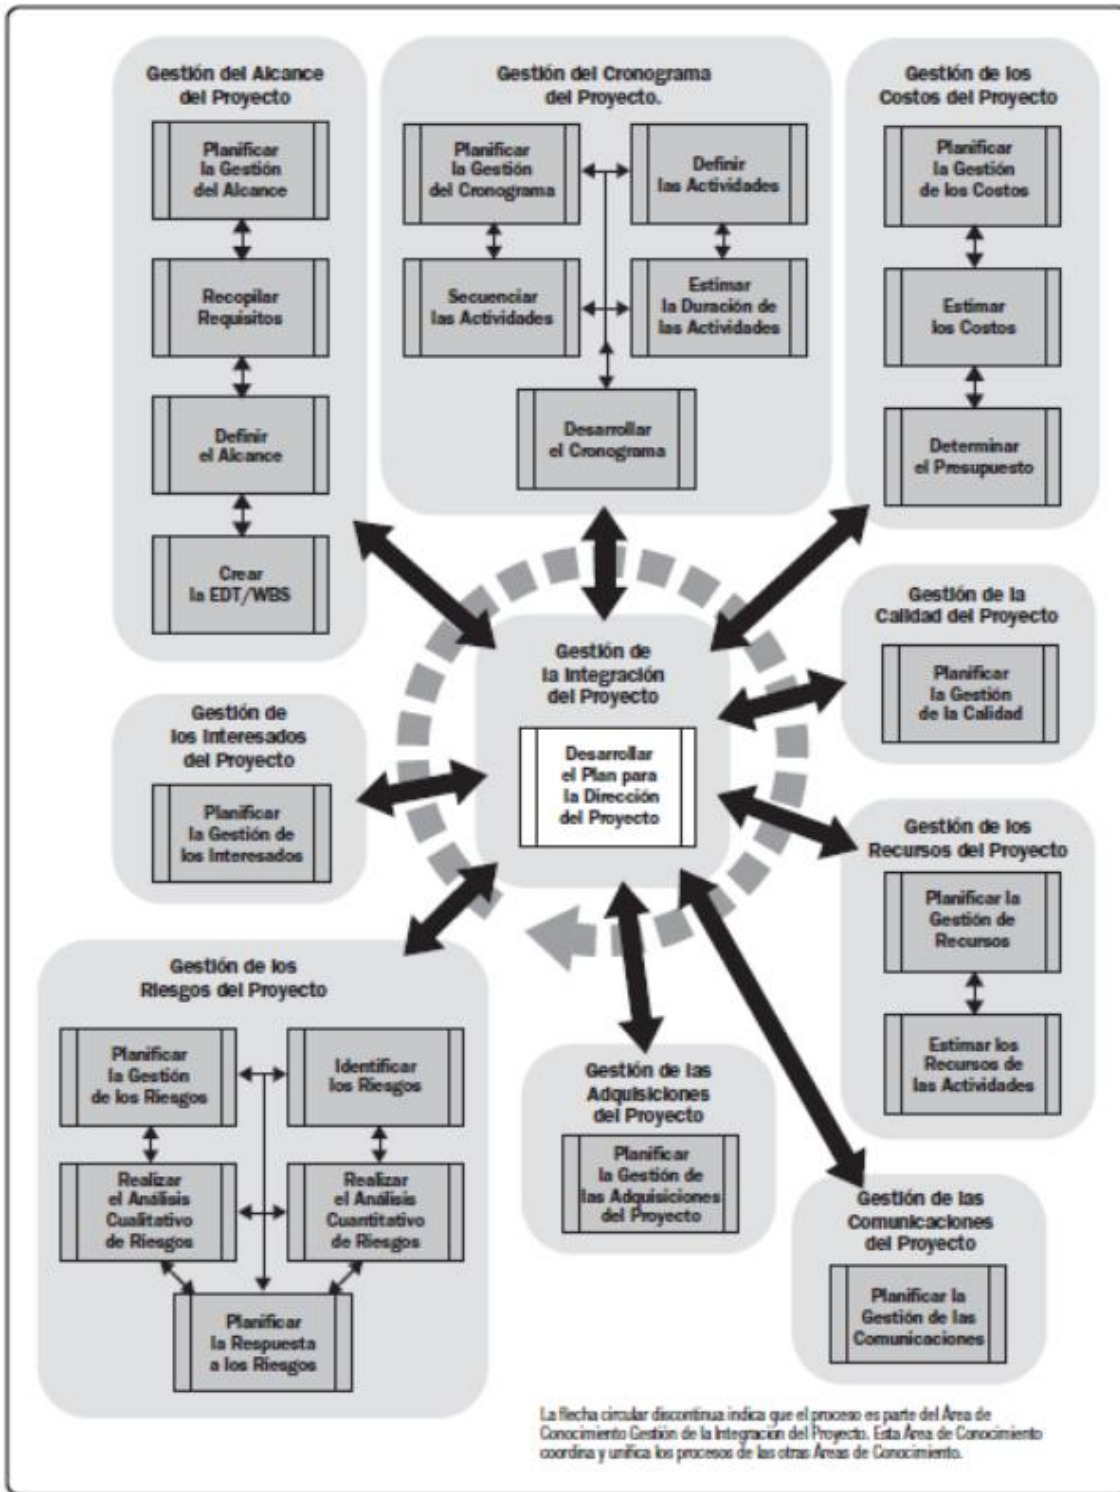 Gestión del Alcance
del Proyecto
Planificar
la Gestión
del Alcance
Recopilar
Requisitos
Definir
el Alcance
Crear
la EDT/WBS
Gestión del Cronograma
del Proyecto.
Planificar
la Gestión
del Cronograma
Definir
las Actividades
Secuenciar
las Actividades
Estimar
la Duración de
las Actividades
Desarrollar
el Cronograma
Gestión de los
Costos del Proyecto
Planificar
la Gestión
de los Costos
Estimar
los Costos
Determinar
el Presupuesto
Gestión de la
Calidad del Proyecto
Planificar
la Gestión
de la Calidad
Gestión de
la Integración
del Proyecto
Desarrollar
el Plan para
la Dirección
del Proyecto
Gestión de
los Interesados
del Proyecto
Planificar
la Gestión de
los Interesados
Gestión de los
Recursos del Proyecto
Planificar la
Gestión de
Recursos
Estimar los
Recursos de
las Actividades
Gestión de los
Riesgos del Proyecto
Planificar
la Gestión
de los Riesgos
Identificar
los Riesgos
Realizar
el Análisis
Cualitativo
de Riesgos
Realizar
el Análisis
Cuantitativo
de Riesgos
Planificar
la Respuesta
a los Riesgos
Gestión de las
Adquisiciones
del Proyecto
Planificar
la Gestión de
las Adquisiciones
del Proyecto
Gestión de las
Comunicaciones
del Proyecto
Planificar la
Gestión de las
Comunicaciones
La flecha circular discontinua indica que el proceso es parte del Área de
Conocimiento Gestión de la Integración del Proyecto. Esta Área de Conocimiento
coordina y unifica los procesos de las otras Áreas de Conocimiento.